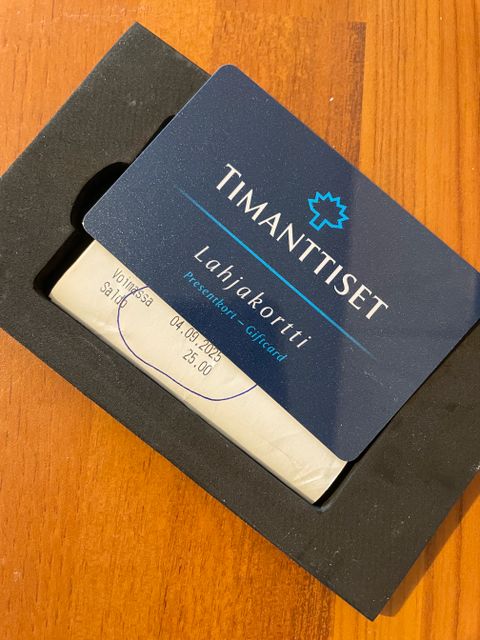 TIMANTTISET
Lahjakortti
Presentkort – Giftcard
Voimassa 04.09.2025
Saldo 25.00